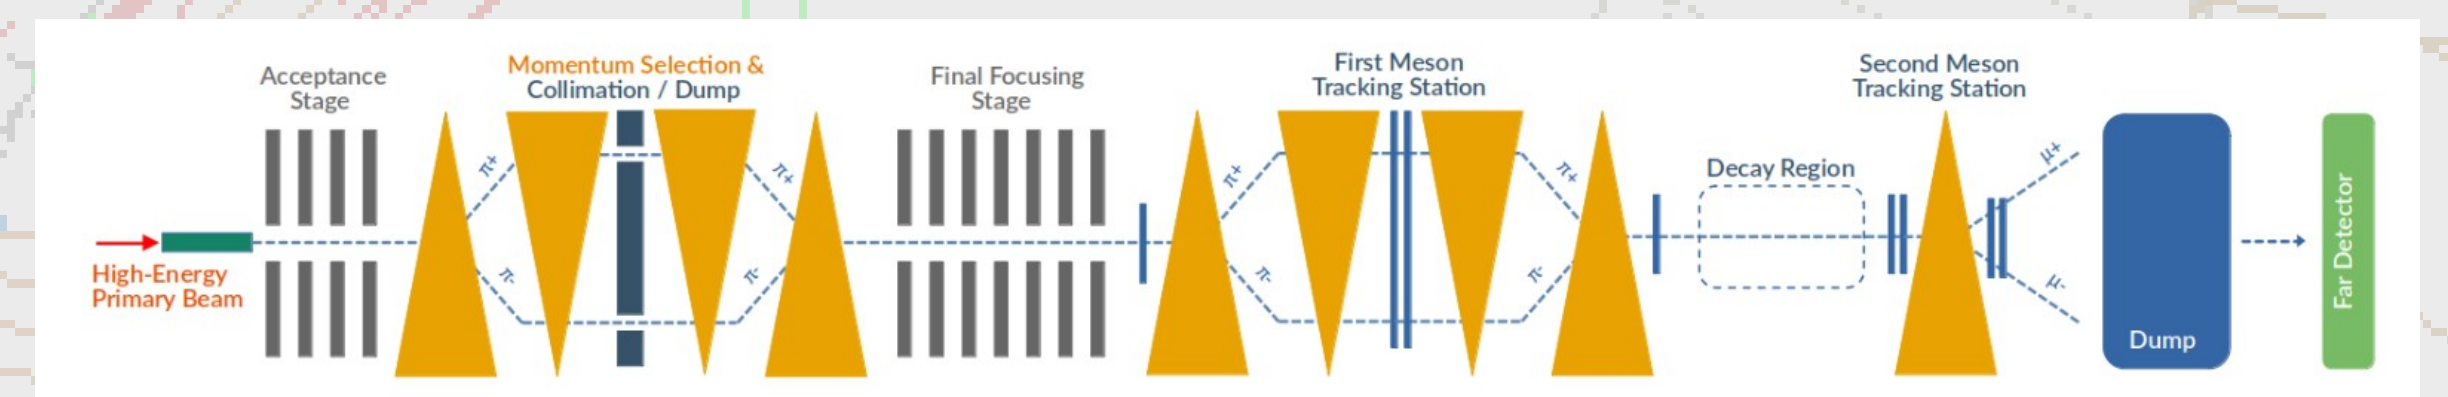 Acceptance
Stage
Momentum Selection &
Collimation / Dump
Final Focusing
Stage
First Meson
Tracking Station
Second Meson
Tracking Station
High-Energy
Primary Beam
π+
π-
π+
π-
π+
π-
π+
π-
Decay Region
μ+
μ-
Dump
Far Detector